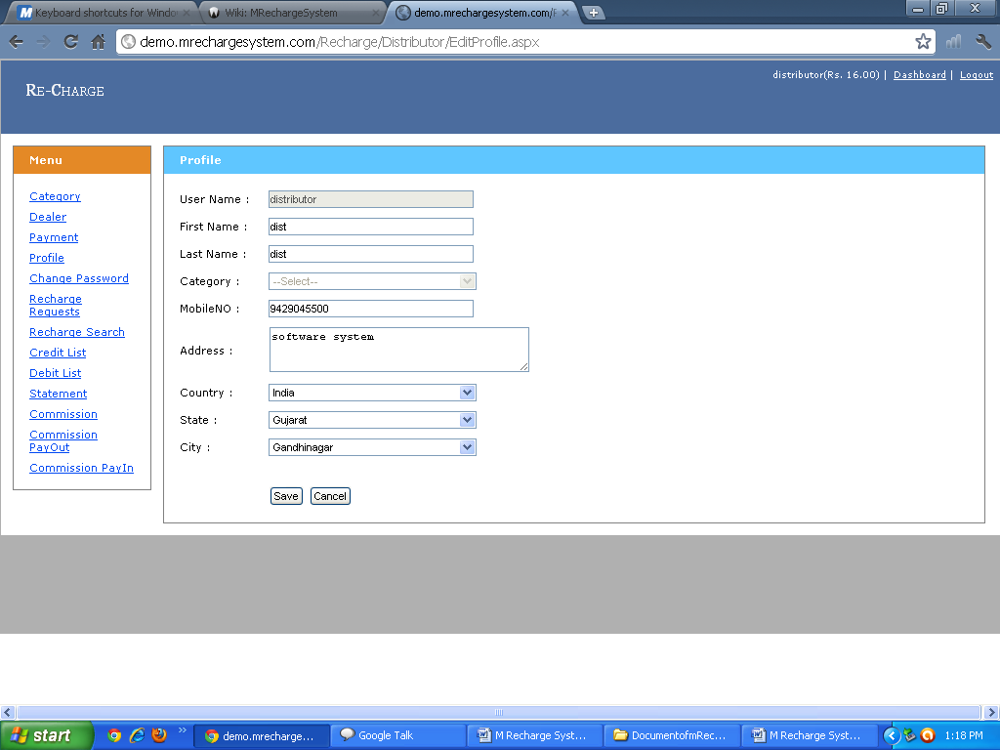 Keyboard shortcuts for Windo
Wiki: MRechargeSystem
demo.mrechargesystem.com/R
demo.mrechargesystem.com/Recharge/Distributor/EditProfile.aspx
distributor(Rs. 16.00) | Dashboard | Logout
RE-CHARGE
Menu
Category
Dealer
Payment
Profile
Change Password
Recharge
Requests
Recharge Search
Credit List
Debit List
Statement
Commission
Commission
PayOut
Commission PayIn
Profile
User Name : distributor
First Name : dist
Last Name : dist
Category : --Select--
MobileNO : 9429045500
Address : software system
Country : India
State : Gujarat
City : Gandhinagar
Save Cancel
start
demo.mrecharge...
Google Talk
M Recharge Syst...
DocumentofmRec...
M Recharge Syst...
1:18 PM